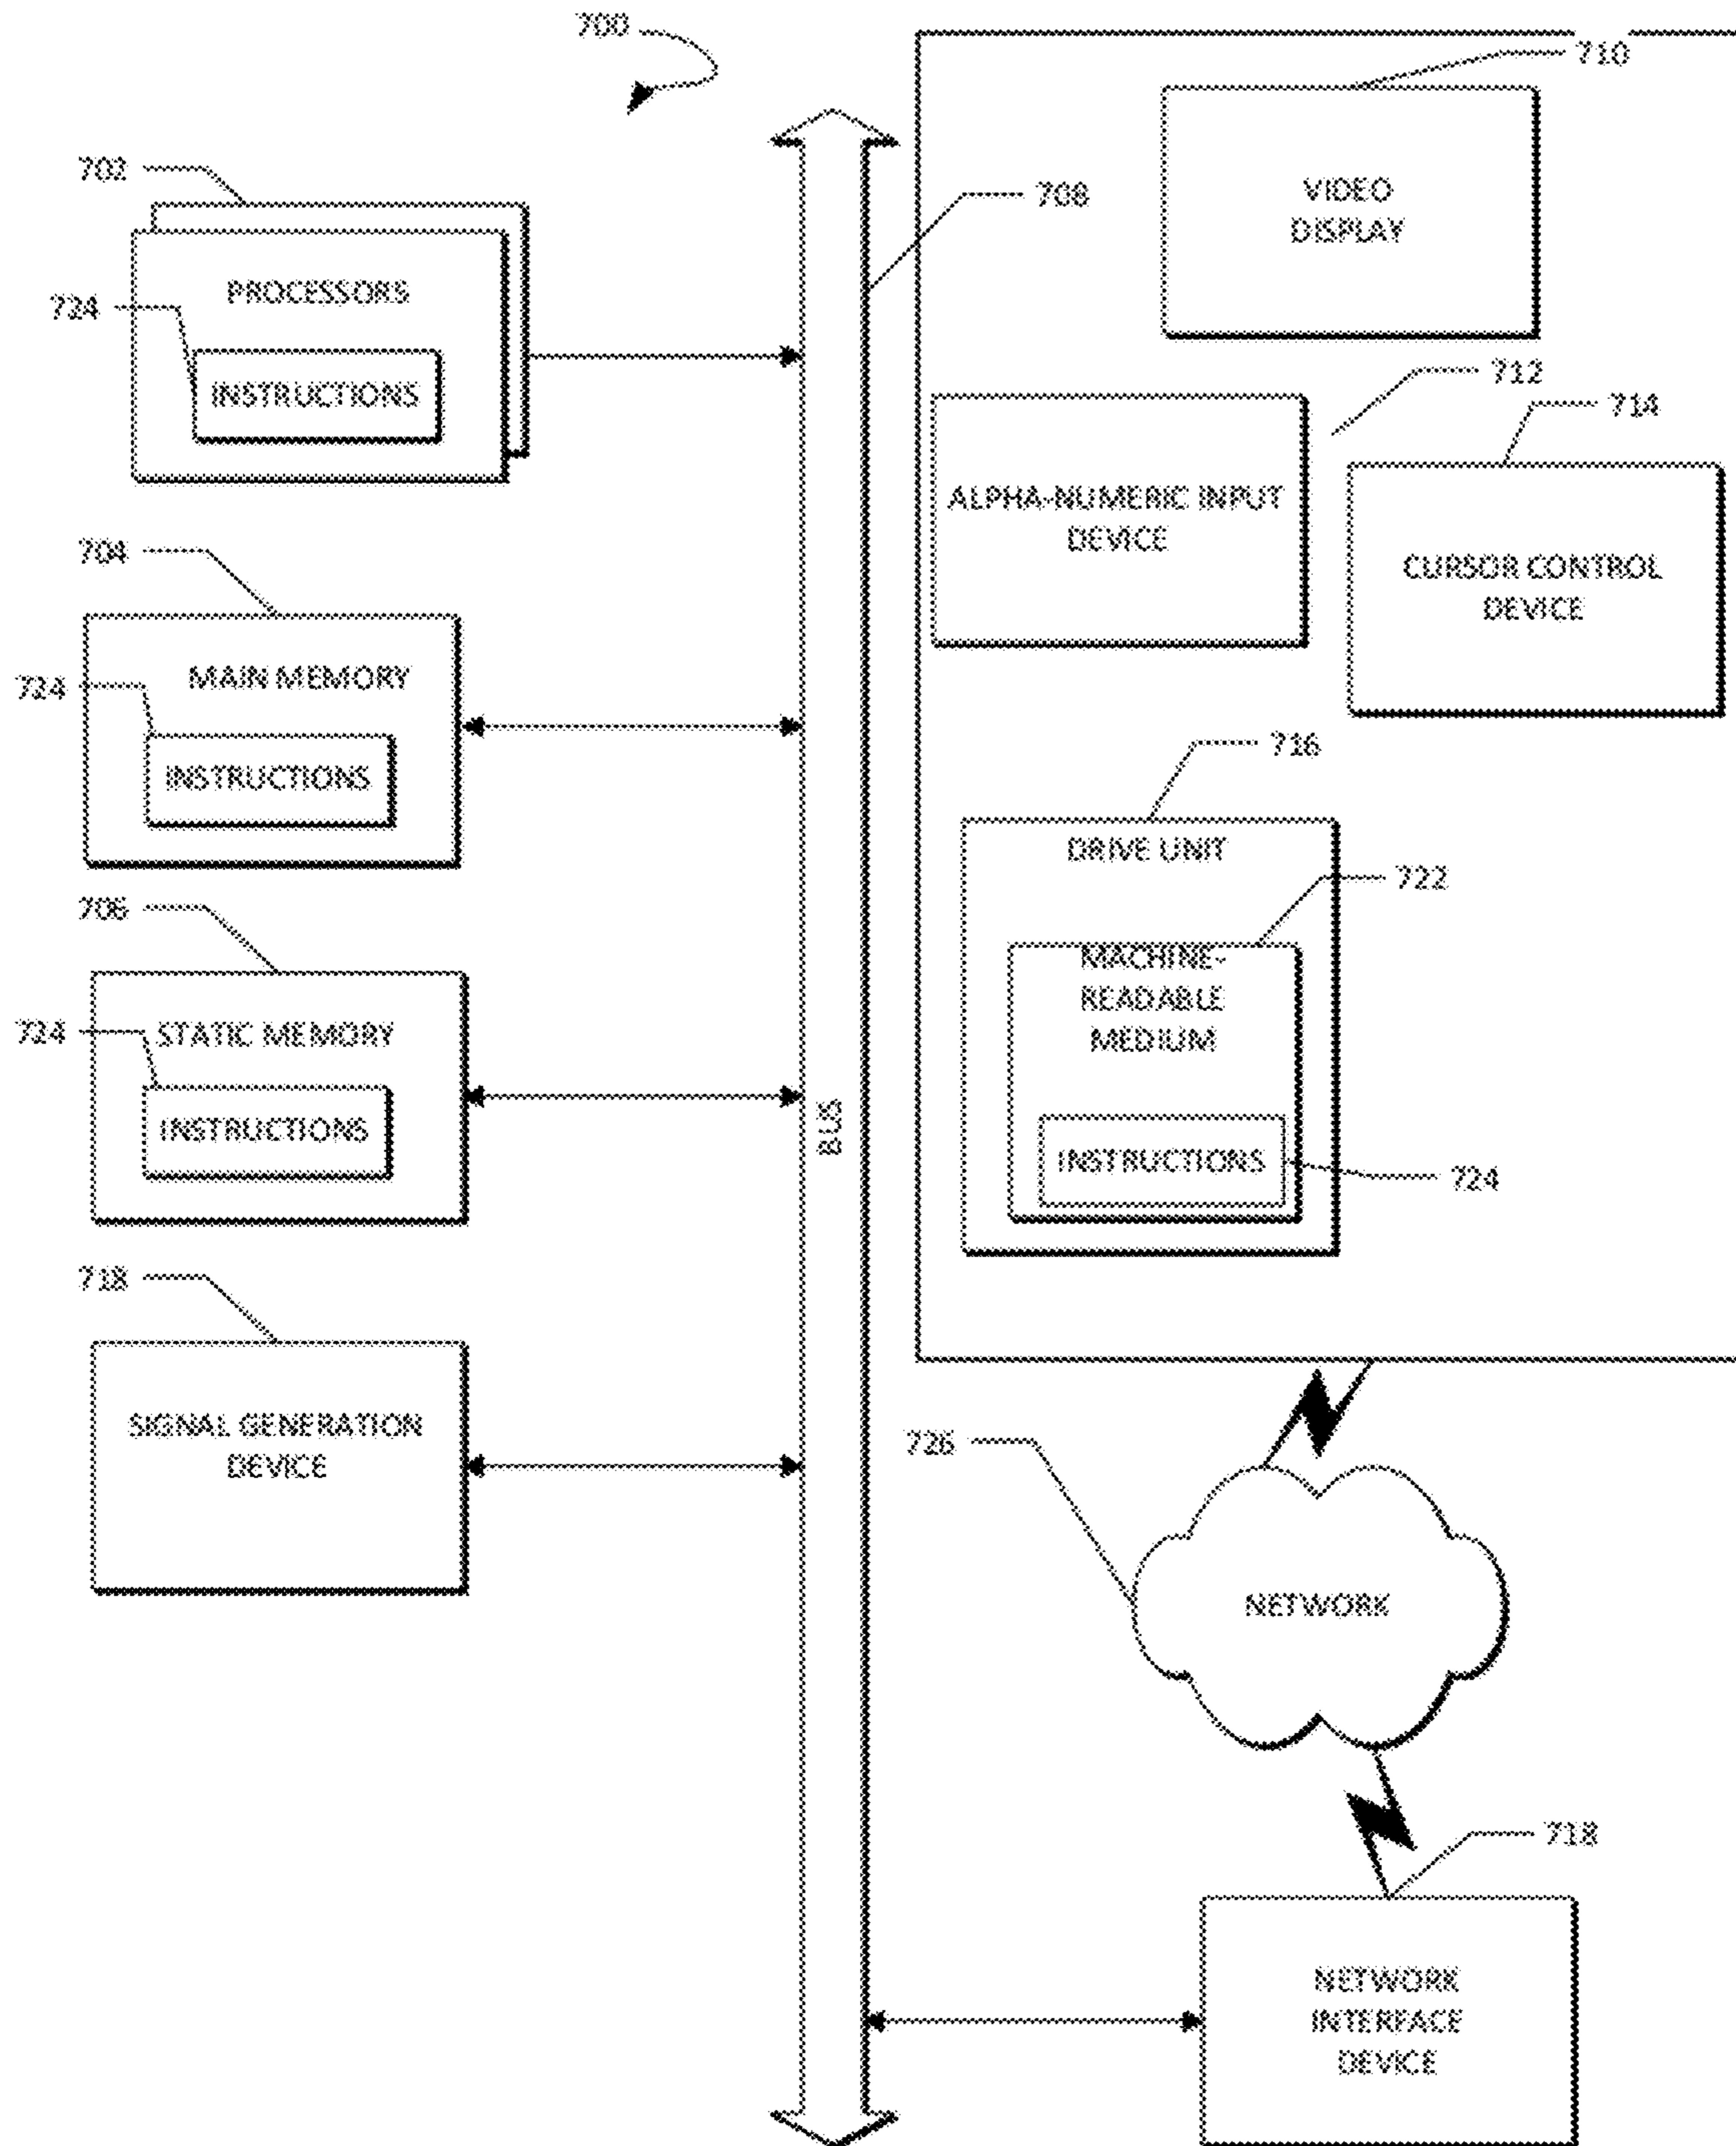 700
710
702
708
VIDEO
DISPLAY
PROCESSORS
724
INSTRUCTIONS
712
714
ALPHA-NUMERIC INPUT
DEVICE
CURSOR CONTROL
DEVICE
704
MAIN MEMORY
724
INSTRUCTIONS
716
DRIVE UNIT
722
706
MACHINE-
READABLE
MEDIUM
STATIC MEMORY
724
INSTRUCTIONS
BUS
INSTRUCTIONS
724
718
SIGNAL GENERATION
DEVICE
726
NETWORK
718
NETWORK
INTERFACE
DEVICE